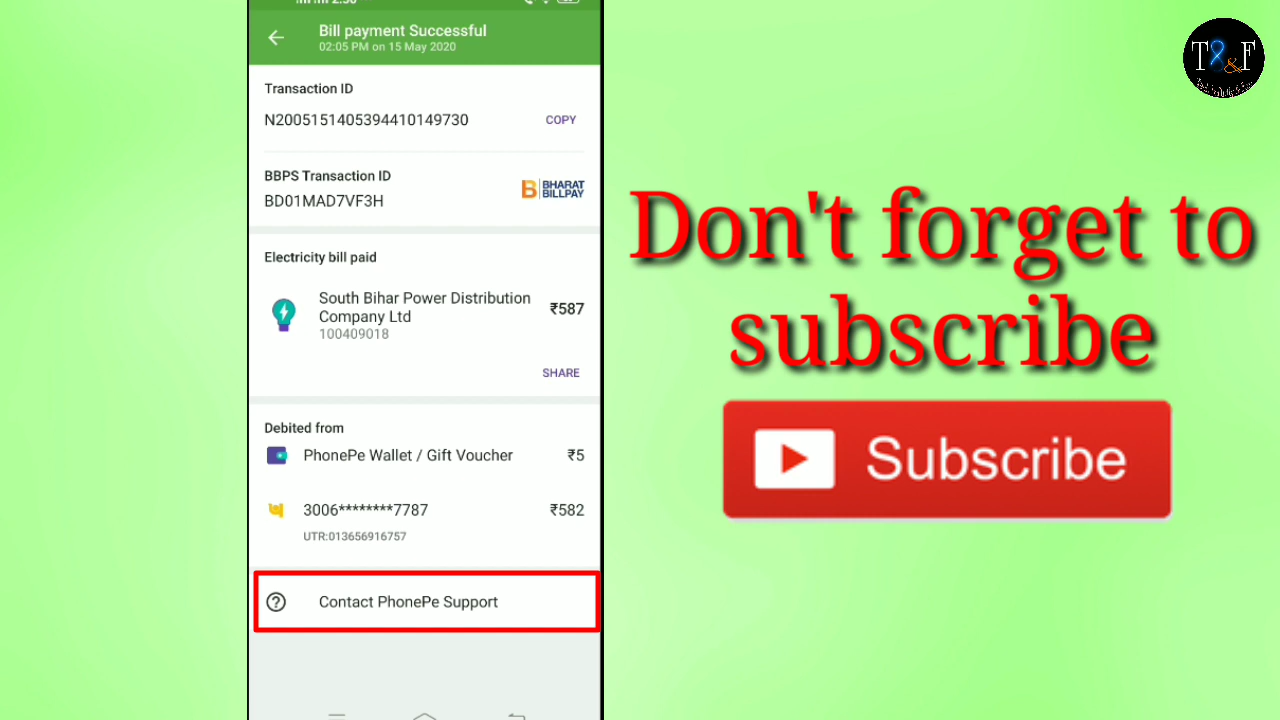 Bill payment Successful
02:05 PM on 15 May 2020
Transaction ID
N2005151405394410149730
COPY
BBPS Transaction ID
BD01MAD7VF3H
B BHARAT
BILLPAY
Electricity bill paid
South Bihar Power Distribution
Company Ltd
100409018
₹587
SHARE
Debited from
PhonePe Wallet / Gift Voucher
₹5
3006********7787
₹582
UTR:013656916757
Contact PhonePe Support
T&F
Don't forget to
subscribe
Subscribe